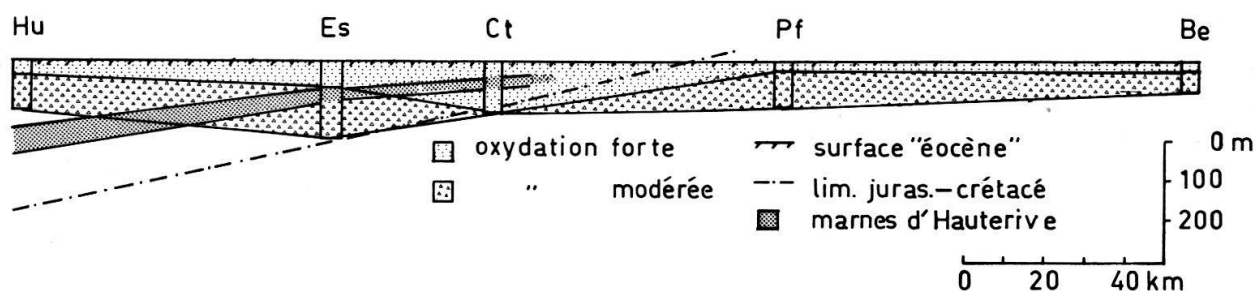 Hu Es Ct Pf Be
oxydation forte
" modérée
surface "éocène"
lim. juras.-crétacé
marnes d'Hauterive
0 m
100
200
0 20 40 km